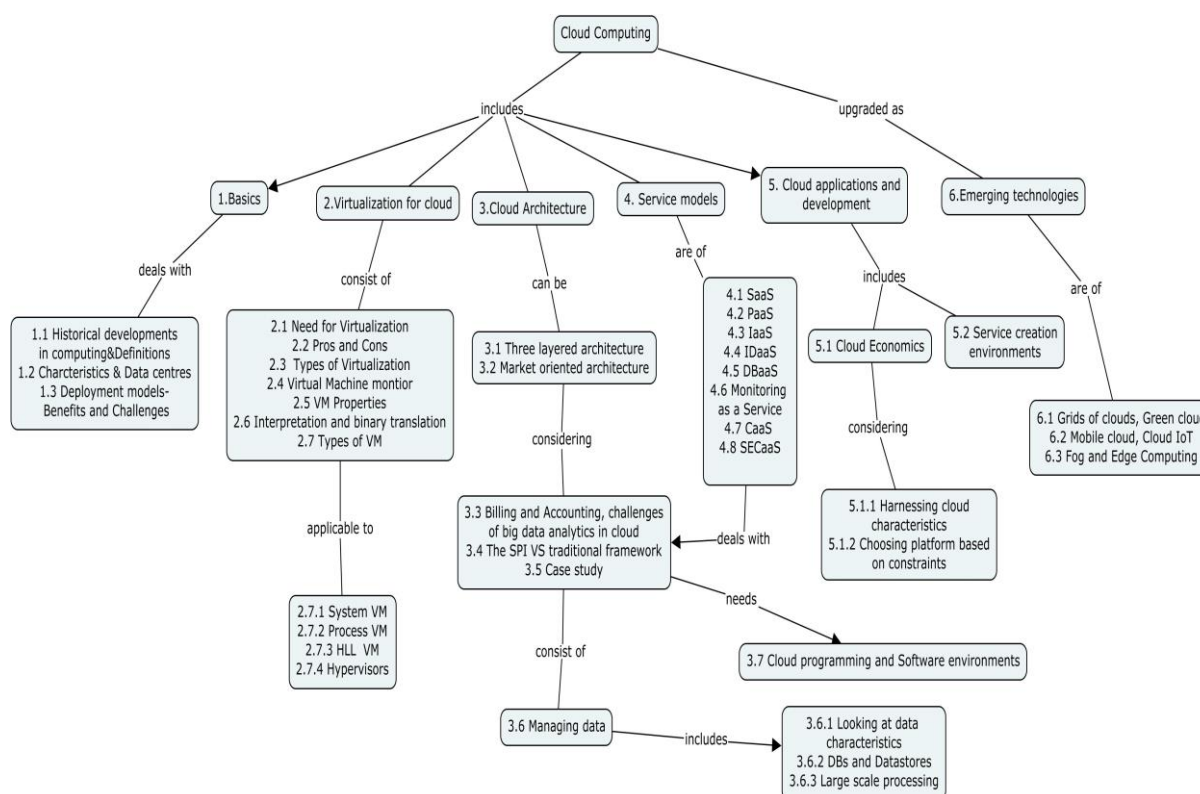 Cloud Computing
includes
upgraded as
1.Basics
2.Virtualization for cloud
3.Cloud Architecture
4. Service models
5. Cloud applications and
development
6.Emerging technologies
deals with
consist of
can be
are of
includes
are of
1.1 Historical developments
in computing&Definitions
1.2 Charcteristics & Data centres
1.3 Deployment models-
Benefits and Challenges
2.1 Need for Virtualization
2.2 Pros and Cons
2.3 Types of Virtualization
2.4 Virtual Machine montior
2.5 VM Properties
2.6 Interpretation and binary translation
2.7 Types of VM
3.1 Three layered architecture
3.2 Market oriented architecture
4.1 SaaS
4.2 PaaS
4.3 IaaS
4.4 IDaaS
4.5 DBaaS
4.6 Monitoring
as a Service
4.7 CaaS
4.8 SECaaS
5.1 Cloud Economics
5.2 Service creation
environments
6.1 Grids of clouds, Green cloud
6.2 Mobile cloud, Cloud IoT
6.3 Fog and Edge Computing
considering
considering
applicable to
3.3 Billing and Accounting, challenges
of big data analytics in cloud
3.4 The SPI VS traditional framework
3.5 Case study
deals with
5.1.1 Harnessing cloud
characteristics
5.1.2 Choosing platform based
on constraints
2.7.1 System VM
2.7.2 Process VM
2.7.3 HLL VM
2.7.4 Hypervisors
needs
consist of
3.7 Cloud programming and Software environments
3.6 Managing data
includes
3.6.1 Looking at data
characteristics
3.6.2 DBs and Datastores
3.6.3 Large scale processing